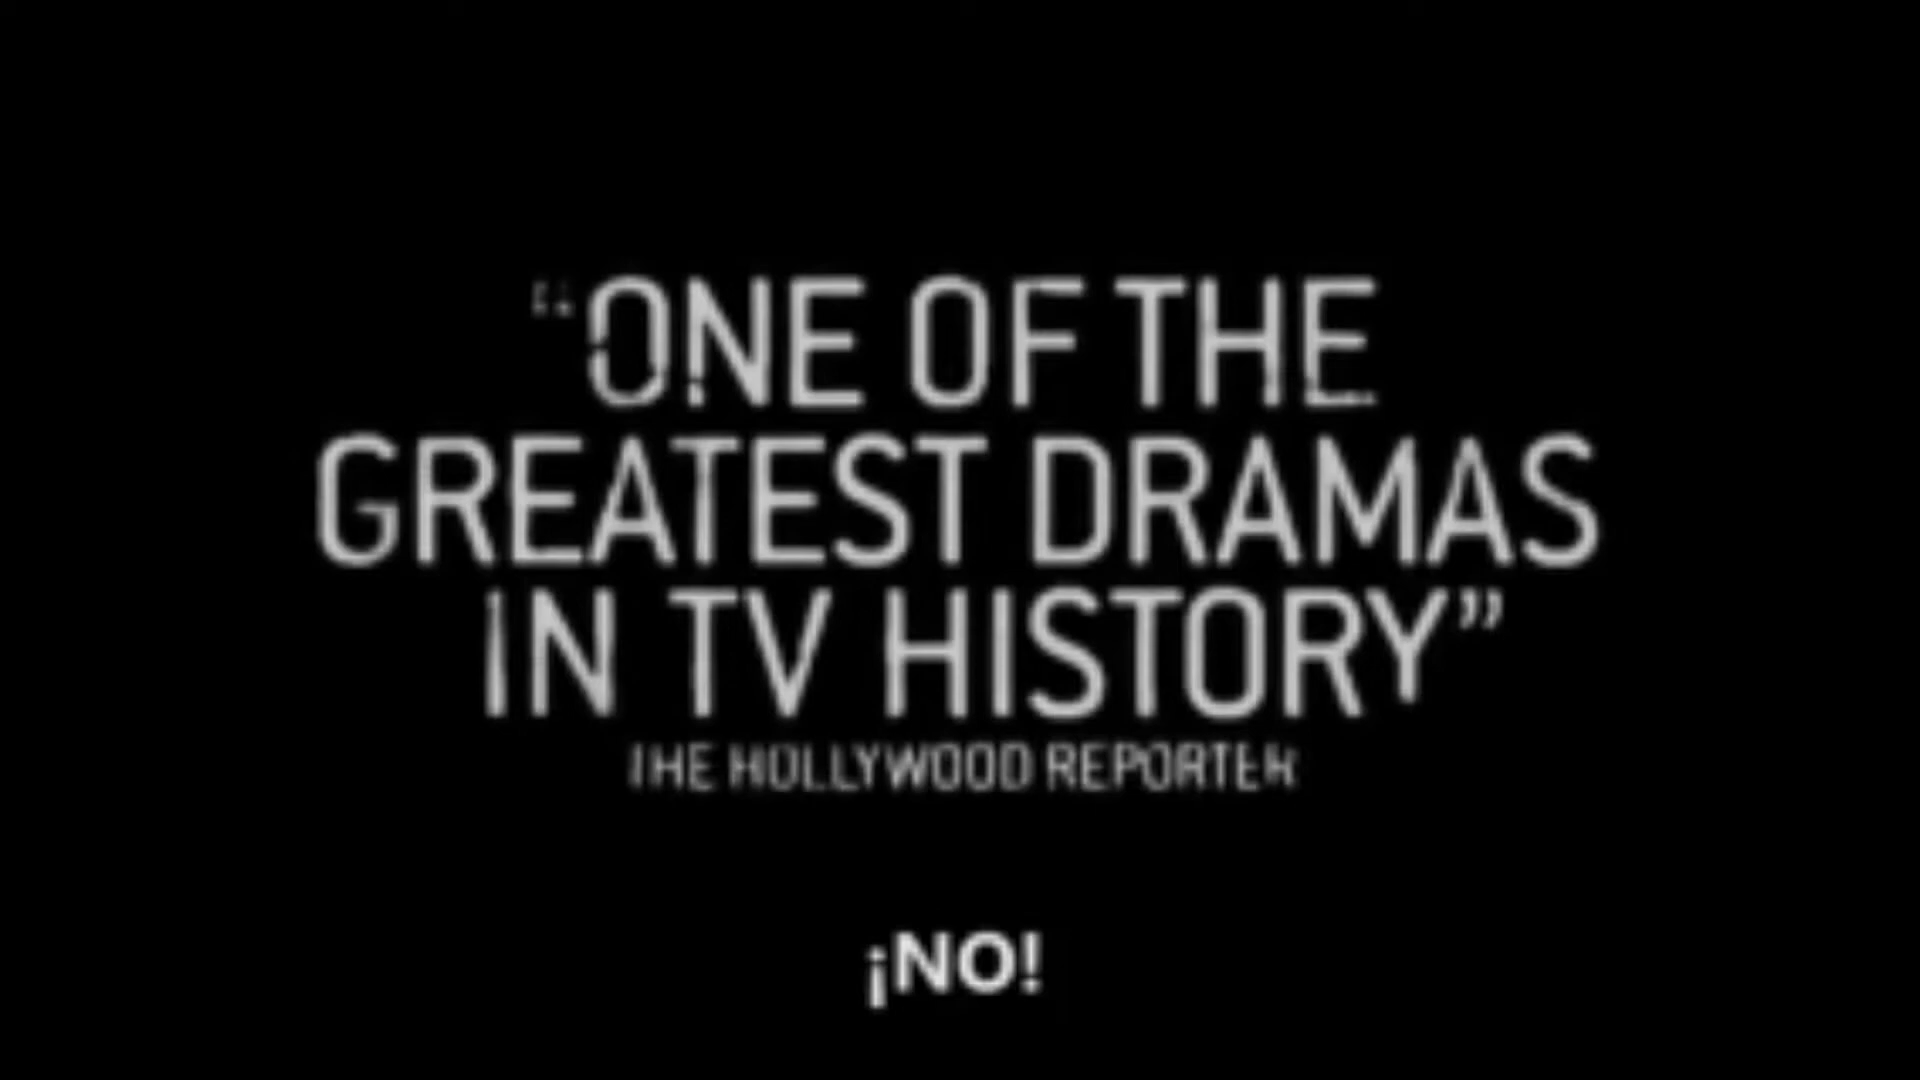 “ONE OF THE
GREATEST DRAMAS
IN TV HISTORY”
THE HOLLYWOOD REPORTER
¡NO!